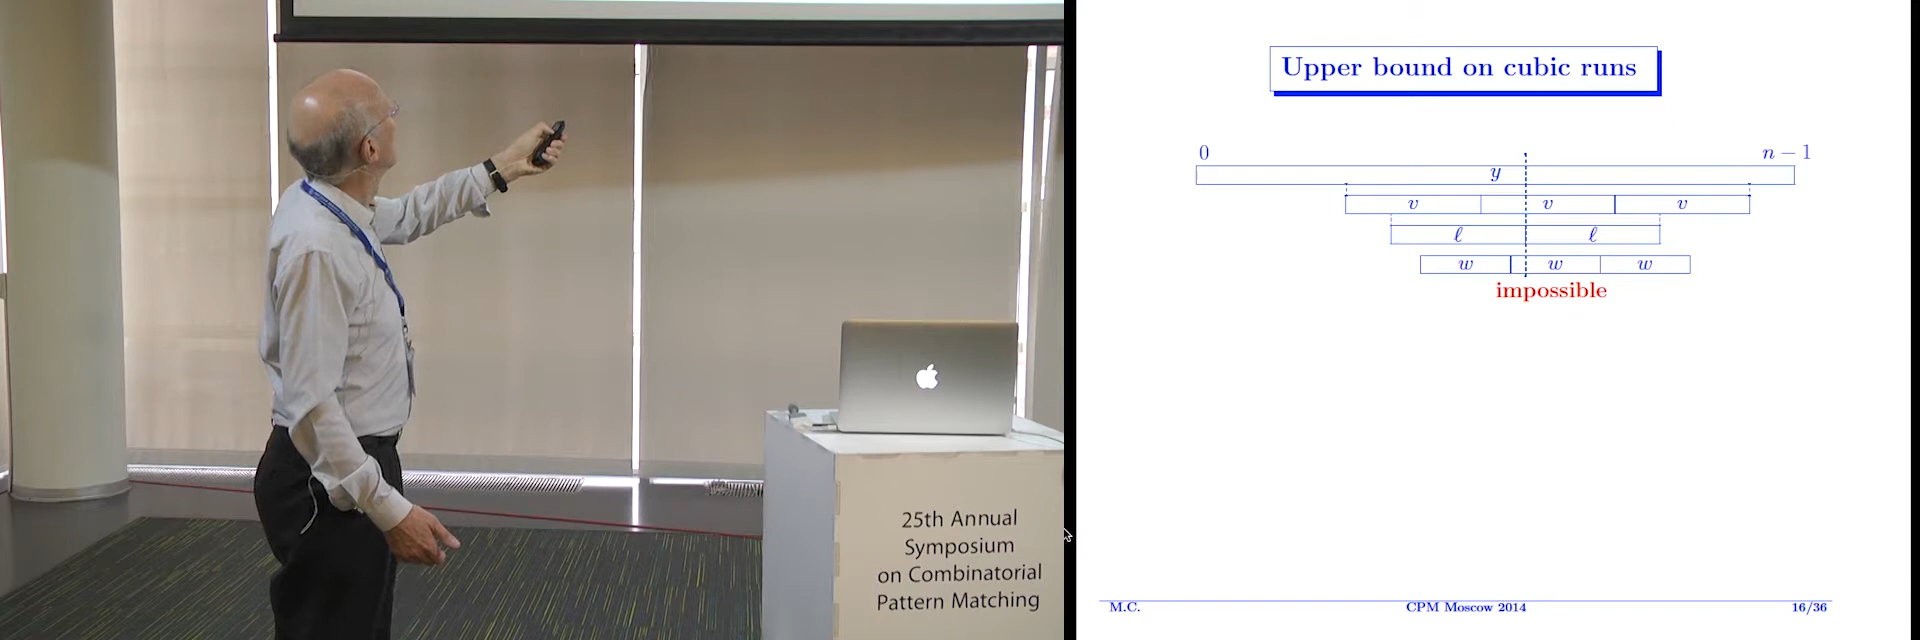 25th Annual
Symposium
on Combinatorial
Pattern Matching
Upper bound on cubic runs
0 n − 1
y
v v v
ℓ ℓ
w w w
impossible
M.C. CPM Moscow 2014 16/36